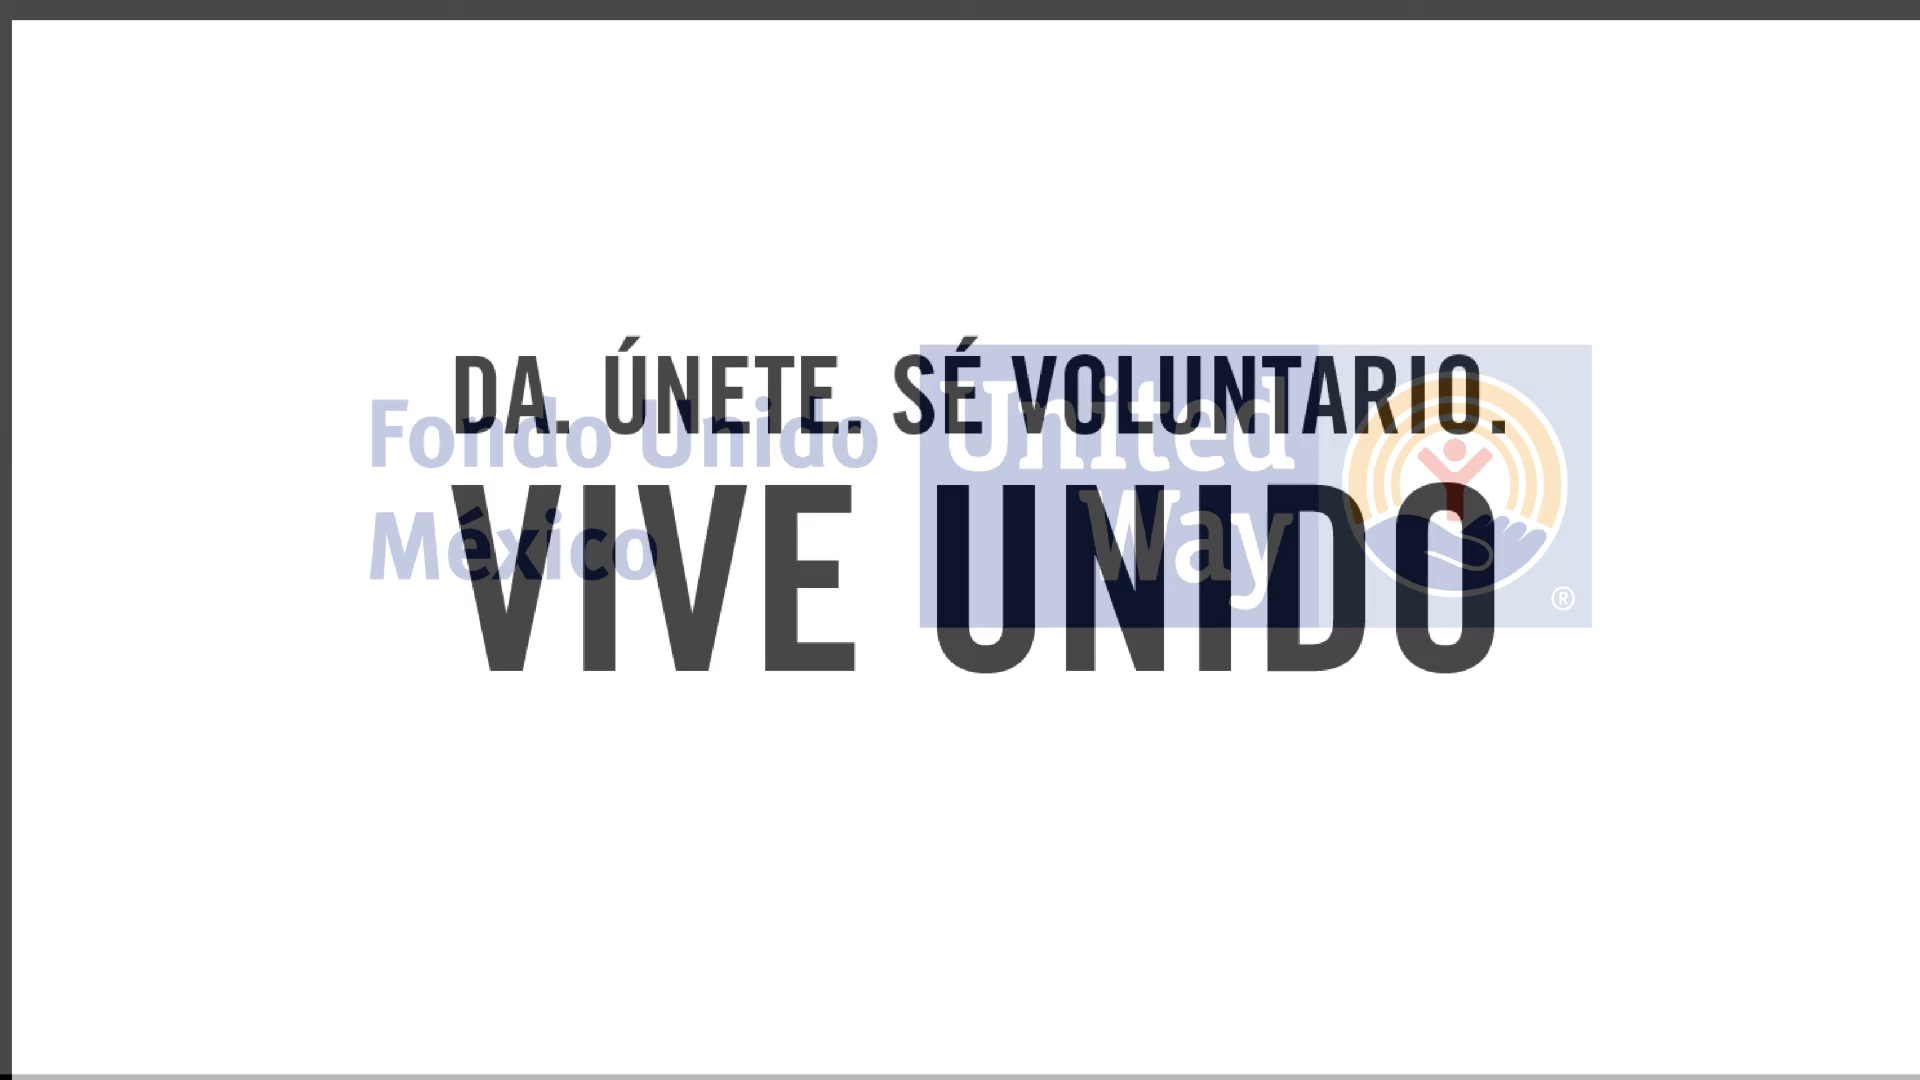 DA. ÚNETE. SÉ VOLUNTARIO.
VIVE UNIDO
Fondo Unido
México
United
Way
®